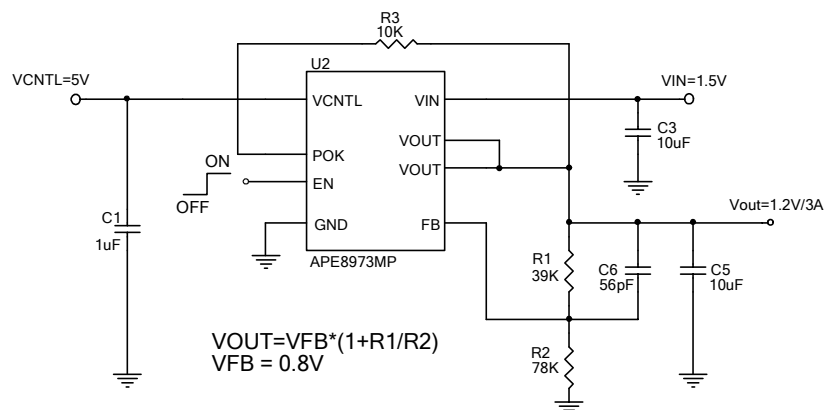 R3
10K
U2
VCNTL=5V
VIN=1.5V
VCNTL
VIN
C3
10uF
VOUT
POK
VOUT
ON
OFF
EN
Vout=1.2V/3A
C1
1uF
GND
FB
APE8973MP
R1
39K
C6
56pF
C5
10uF
VOUT=VFB*(1+R1/R2)
VFB = 0.8V
R2
78K